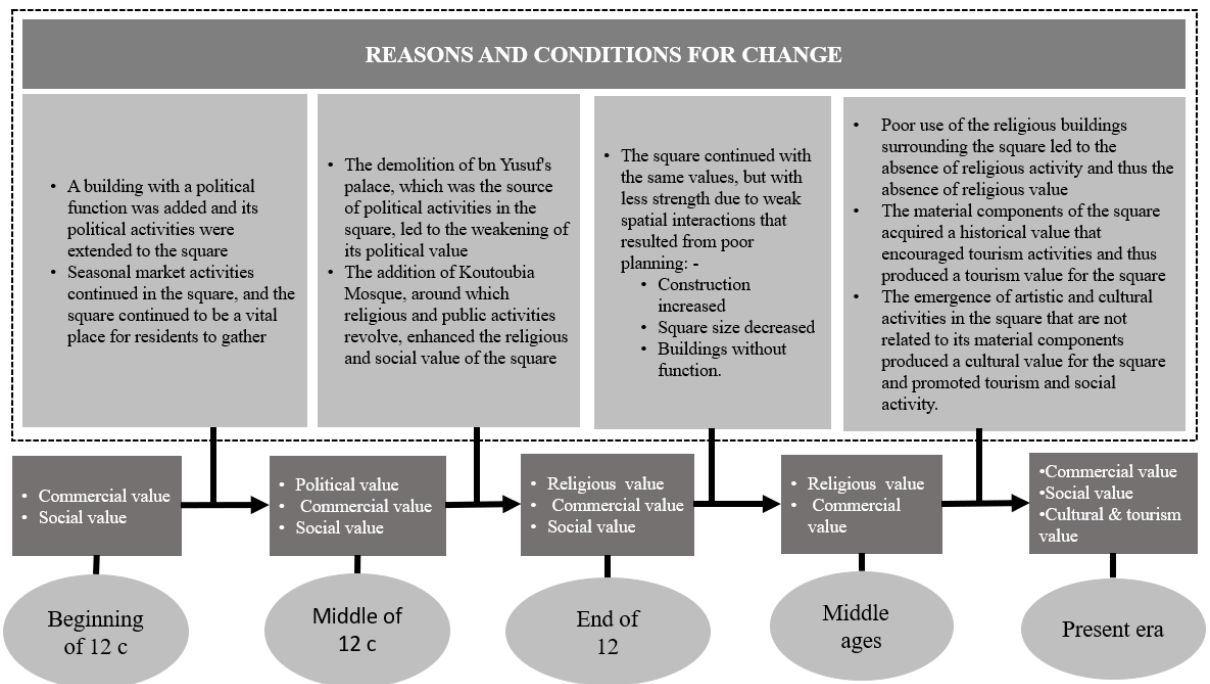 REASONS AND CONDITIONS FOR CHANGE
• A building with a political
function was added and its
political activities were
extended to the square
• Seasonal market activities
continued in the square, and the
square continued to be a vital
place for residents to gather
• The demolition of bn Yusuf's
palace, which was the source
of political activities in the
square, led to the weakening of
its political value
• The addition of Koutoubia
Mosque, around which
religious and public activities
revolve, enhanced the religious
and social value of the square
• The square continued with
the same values, but with
less strength due to weak
spatial interactions that
resulted from poor
planning: -
• Construction
increased
• Square size decreased
• Buildings without
function.
• Poor use of the religious buildings
surrounding the square led to the
absence of religious activity and thus the
absence of religious value
• The material components of the square
acquired a historical value that
encouraged tourism activities and thus
produced a tourism value for the square
• The emergence of artistic and cultural
activities in the square that are not
related to its material components
produced a cultural value for the square
and promoted tourism and social
activity.
• Commercial value
• Social value
• Political value
• Commercial value
• Social value
• Religious value
• Commercial value
• Social value
• Religious value
• Commercial
value
•Commercial value
•Social value
•Cultural & tourism
value
Beginning
of 12 c
Middle of
12 c
End of
12
Middle
ages
Present era